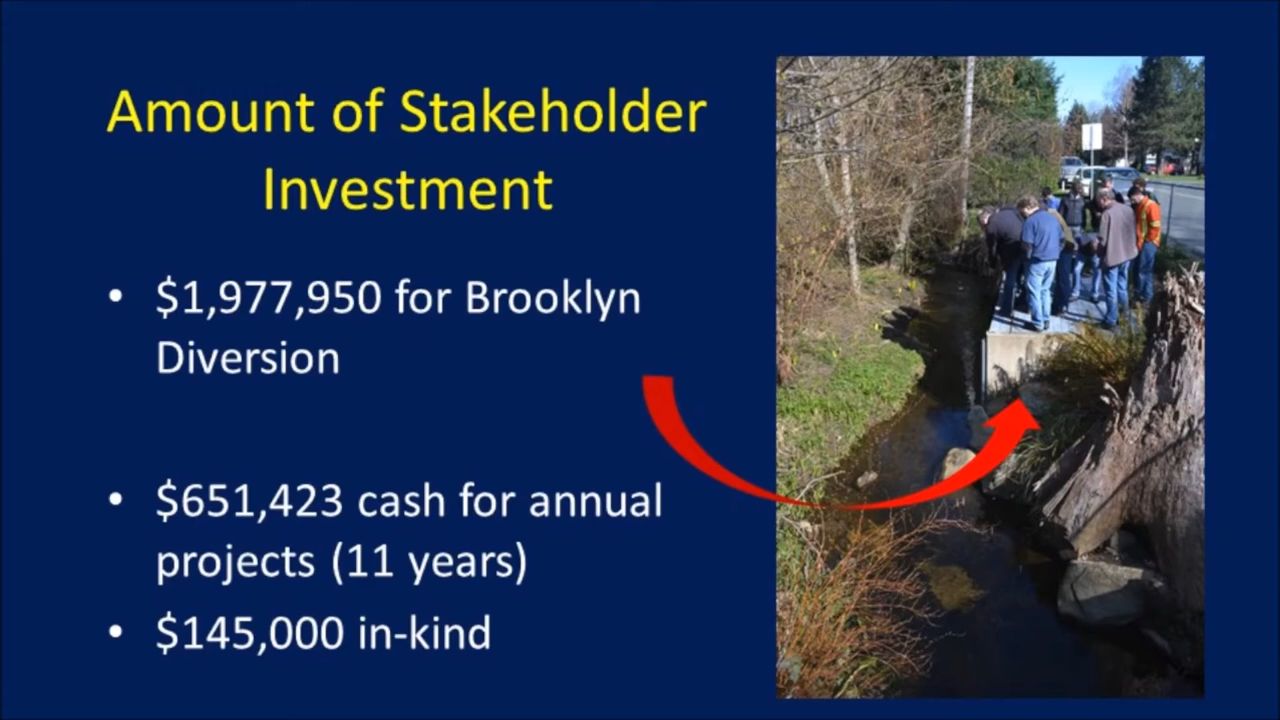 Amount of Stakeholder
Investment
• $1,977,950 for Brooklyn
Diversion
• $651,423 cash for annual
projects (11 years)
• $145,000 in-kind